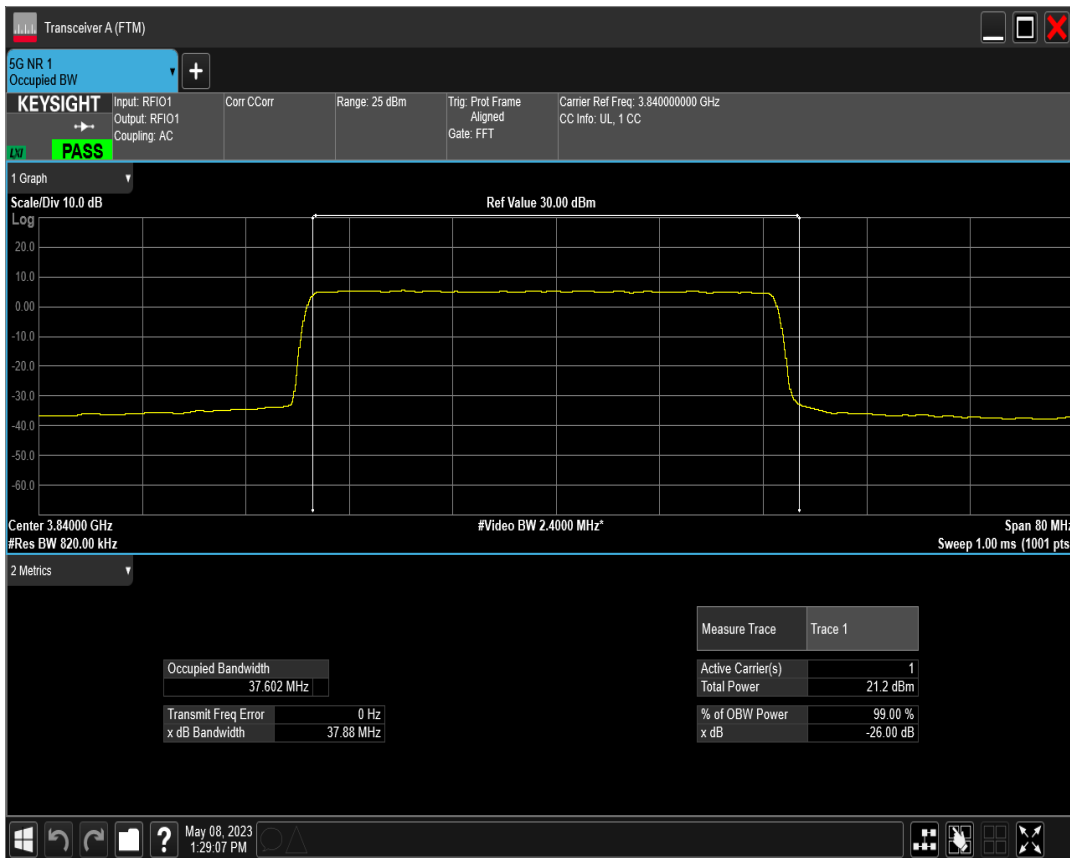 Transceiver A (FTM)
5G NR 1
Occupied BW
+
KEYSIGHT
LXI
PASS
Input: RFIO1
Output: RFIO1
Coupling: AC
Corr CCorr
Range: 25 dBm
Trig: Prot Frame
Aligned
Gate: FFT
Carrier Ref Freq: 3.840000000 GHz
CC Info: UL, 1 CC
1 Graph
Scale/Div 10.0 dB
Ref Value 30.00 dBm
Log
20.0
10.0
0.00
-10.0
-20.0
-30.0
-40.0
-50.0
-60.0
Center 3.84000 GHz
#Video BW 2.4000 MHz*
Span 80 MHz
#Res BW 820.00 kHz
Sweep 1.00 ms (1001 pts
2 Metrics
Measure Trace Trace 1
Occupied Bandwidth
37.602 MHz
Active Carrier(s) 1
Total Power 21.2 dBm
Transmit Freq Error 0 Hz
x dB Bandwidth 37.88 MHz
% of OBW Power 99.00 %
x dB -26.00 dB
?
May 08, 2023
1:29:07 PM